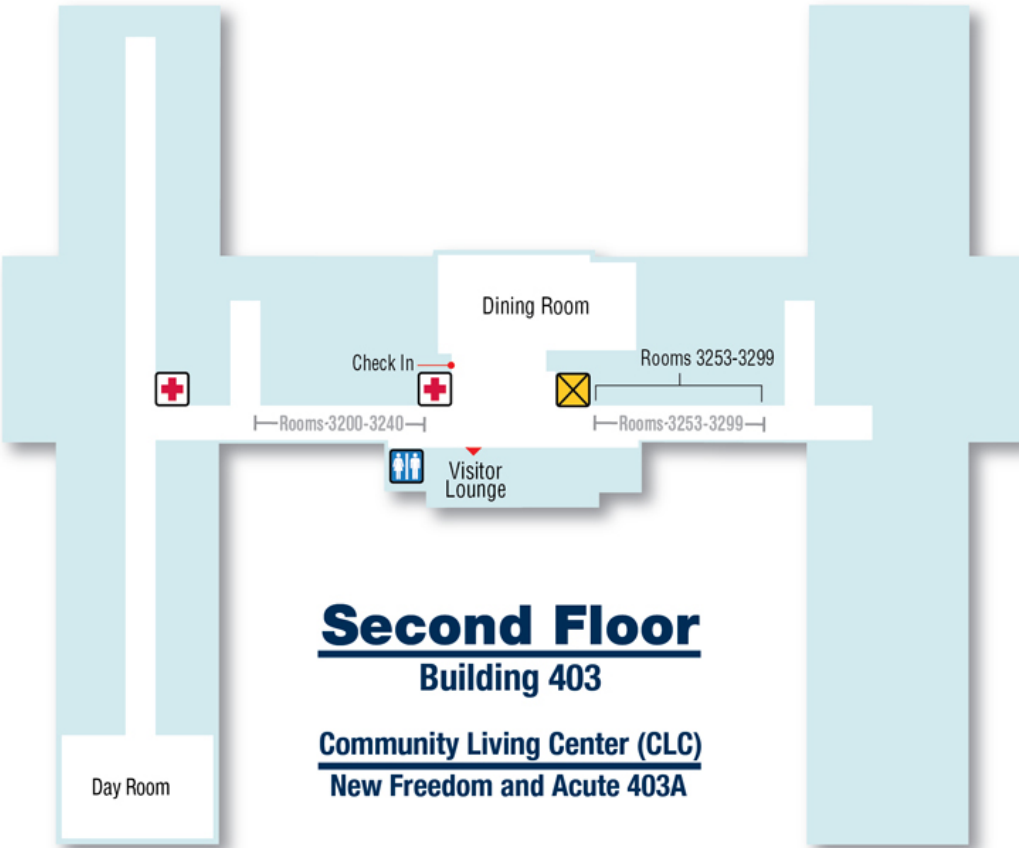 Dining Room
Check In
Rooms 3253-3299
Rooms-3200-3240
Rooms-3253-3299
Visitor
Lounge
Second Floor
Building 403
Community Living Center (CLC)
New Freedom and Acute 403A
Day Room